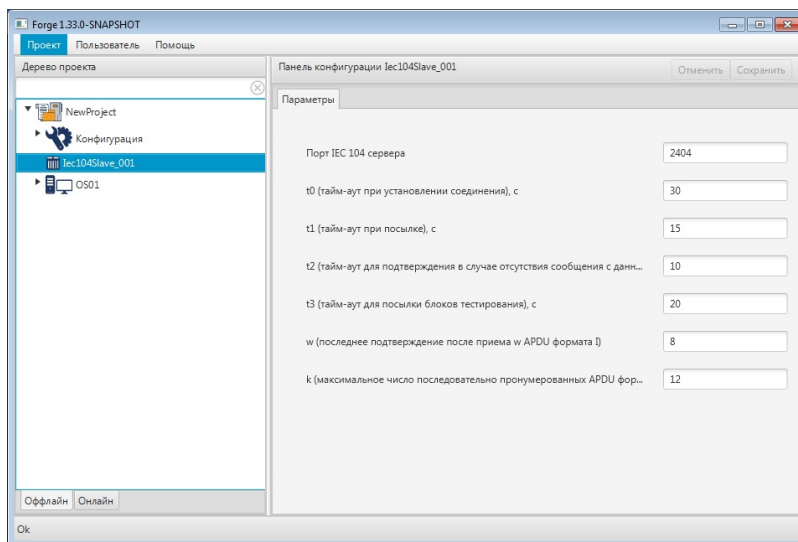 Forge 1.33.0-SNAPSHOT
Проект Пользователь Помощь
Дерево проекта
NewProject
Конфигурация
Iec104Slave_001
OS01
Оффлайн Онлайн
Панель конфигурации Iec104Slave_001
Отменить Сохранить
Параметры
Порт IEC 104 сервера 2404
t0 (тайм-аут при установлении соединения), с 30
t1 (тайм-аут при посылке), с 15
t2 (тайм-аут для подтверждения в случае отсутствия сообщения с данн... 10
t3 (тайм-аут для посылки блоков тестирования), с 20
w (последнее подтверждение после приема w APDU формата I) 8
k (максимальное число последовательно пронумерованных APDU фор... 12
Ok